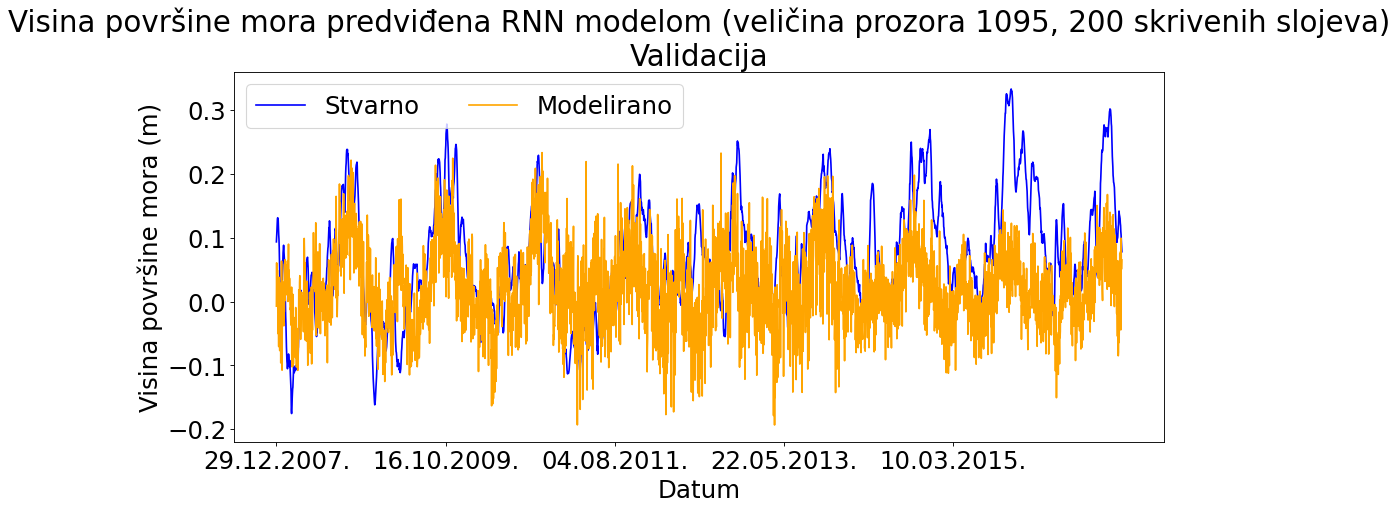 Visina površine mora predviđena RNN modelom (veličina prozora 1095, 200 skrivenih slojeva)
Validacija
Stvarno Modelirano
Visina površine mora (m)
0.3
0.2
0.1
0.0
−0.1
−0.2
29.12.2007. 16.10.2009. 04.08.2011. 22.05.2013. 10.03.2015.
Datum